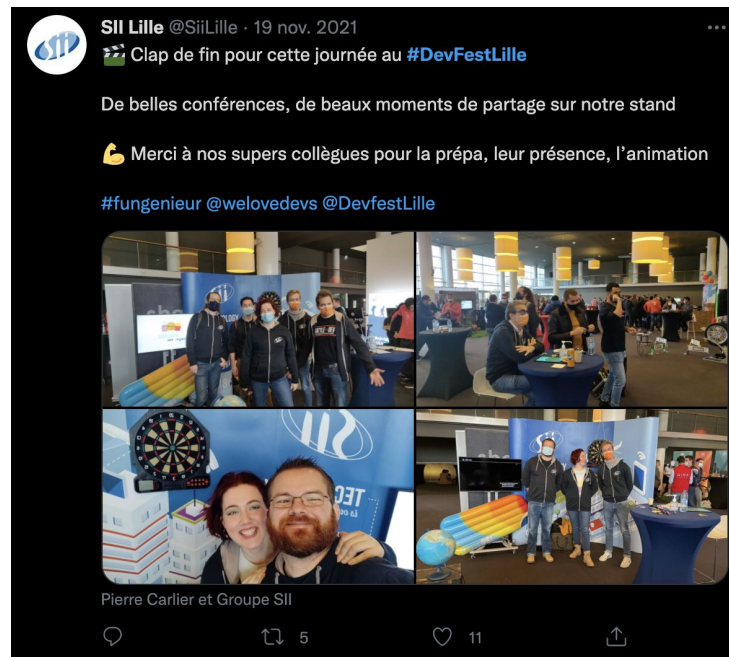 SII Lille @SiiLille · 19 nov. 2021
🎬 Clap de fin pour cette journée au #DevFestLille
De belles conférences, de beaux moments de partage sur notre stand
💪 Merci à nos supers collègues pour la prépa, leur présence, l'animation
#fungenieur @welovedevs @DevfestLille
Pierre Carlier et Groupe SII
5
11